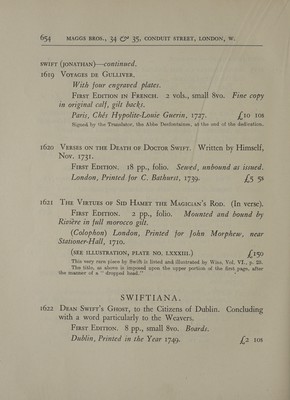 654 MAGGS BROS., 34 & 35, CONDUIT STREET, LONDON, W.
SWIFT (JONATHAN)—continued.
1619 VOYAGES DE GULLIVER.
With four engraved plates.
FIRST EDITION IN FRENCH. 2 vols., small 8vo. Fine copy
in original calf, gilt backs.
Paris, Chés Hypolite-Louis Guerin, 1727. £10 10s
Signed by the Translator, the Abbe Desfontaines, at the end of the dedication.
1620 VERSES ON THE DEATH OF DOCTOR SWIFT. Written by Himself,
Nov. 1731.
FIRST EDITION. 18 pp., folio. Sewed, unbound as issued.
London, Printed for C. Bathurst, 1739. £5 5s
1621 THE VIRTUES OF SID HAMET THE MAGICIAN'S ROD. (In verse).
FIRST EDITION. 2 pp., folio. Mounted and bound by
Rivière in full morocco gilt.
(Colophon) London, Printed for John Morphew, near
Stationer-Hall, 1710.
(SEE ILLUSTRATION, PLATE NO. LXXXIII.) £150
This very rare piece by Swift is listed and illustrated by Wise, Vol. VI., p. 25.
The title, as above is imposed upon the upper portion of the first page, after
the manner of a "dropped head."
SWIFTIANA.
1622 DEAN SWIFT'S GHOST, to the Citizens of Dublin. Concluding
with a word particularly to the Weavers.
FIRST EDITION. 8 pp., small 8vo. Boards.
Dublin, Printed in the Year 1749. £2 10s